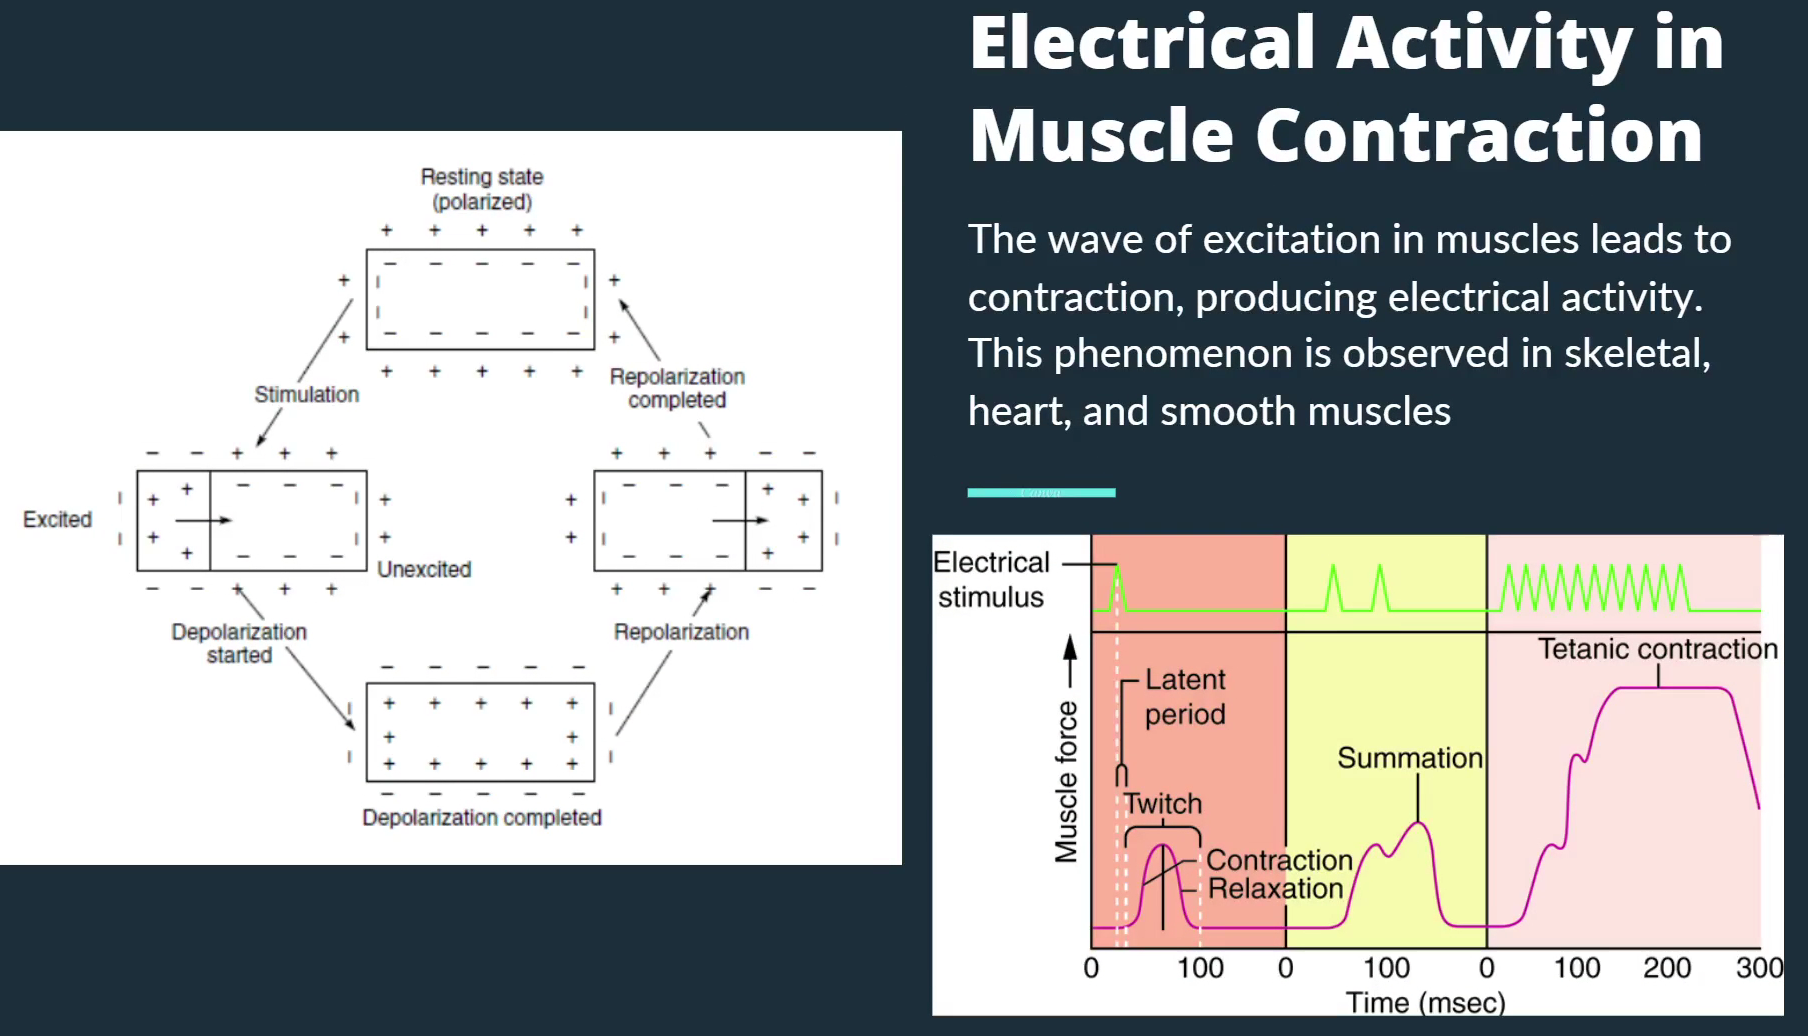 Electrical Activity in
Muscle Contraction
The wave of excitation in muscles leads to
contraction, producing electrical activity.
This phenomenon is observed in skeletal,
heart, and smooth muscles
Resting state
(polarized)
Stimulation
Repolarization
completed
Excited
Unexcited
Depolarization
started
Repolarization
Depolarization completed
Canva
Electrical
stimulus
Muscle force
Latent
period
Twitch
Contraction
Relaxation
Summation
Tetanic contraction
0 100 0 100 0 100 200 300
Time (msec)